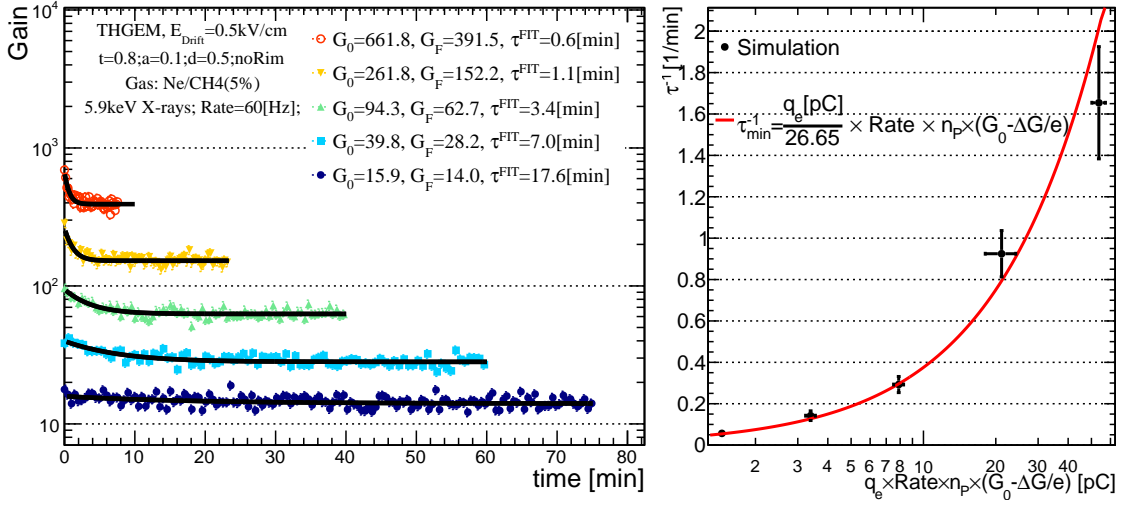 Gain
10⁴
10³
10²
10
THGEM, E_Drift=0.5kV/cm
t=0.8;a=0.1;d=0.5;noRim
Gas: Ne/CH4(5%)
5.9keV X-rays; Rate=60[Hz];
G₀=661.8, G_F=391.5, τ^FIT=0.6[min]
G₀=261.8, G_F=152.2, τ^FIT=1.1[min]
G₀=94.3, G_F=62.7, τ^FIT=3.4[min]
G₀=39.8, G_F=28.2, τ^FIT=7.0[min]
G₀=15.9, G_F=14.0, τ^FIT=17.6[min]
0 10 20 30 40 50 60 70 80
time [min]
τ⁻¹ [1/min]
2
1.8
1.6
1.4
1.2
1
0.8
0.6
0.4
0.2
0
Simulation
τ⁻¹_min = q_e[pC]/26.65 × Rate × n_P×(G₀-ΔG/e)
2 3 4 5 6 7 8 10 20 30 40
q_e×Rate×n_P×(G₀-ΔG/e) [pC]